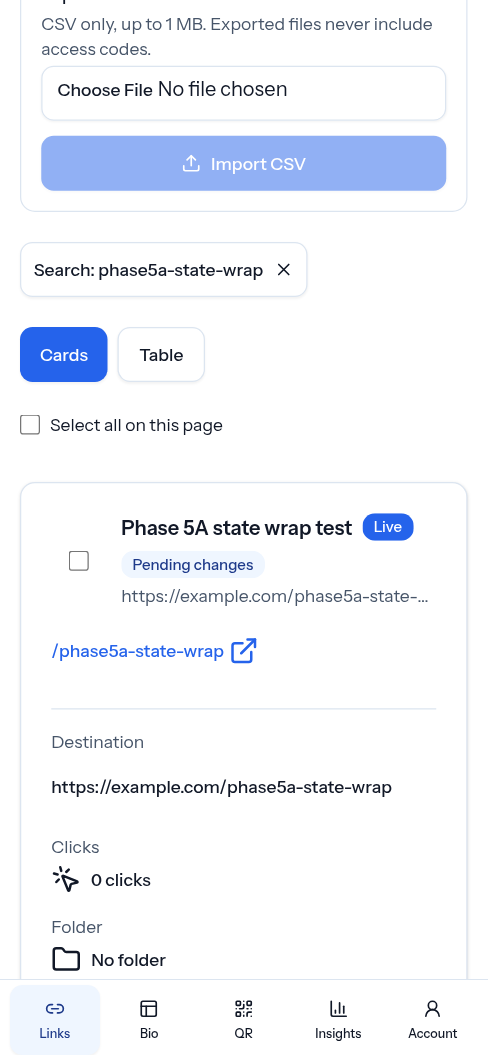 CSV only, up to 1 MB. Exported files never include
access codes.
Choose File No file chosen
Import CSV
Search: phase5a-state-wrap
Cards
Table
Select all on this page
Phase 5A state wrap test
Live
Pending changes
https://example.com/phase5a-state-...
/phase5a-state-wrap
Destination
https://example.com/phase5a-state-wrap
Clicks
0 clicks
Folder
No folder
Links
Bio
QR
Insights
Account